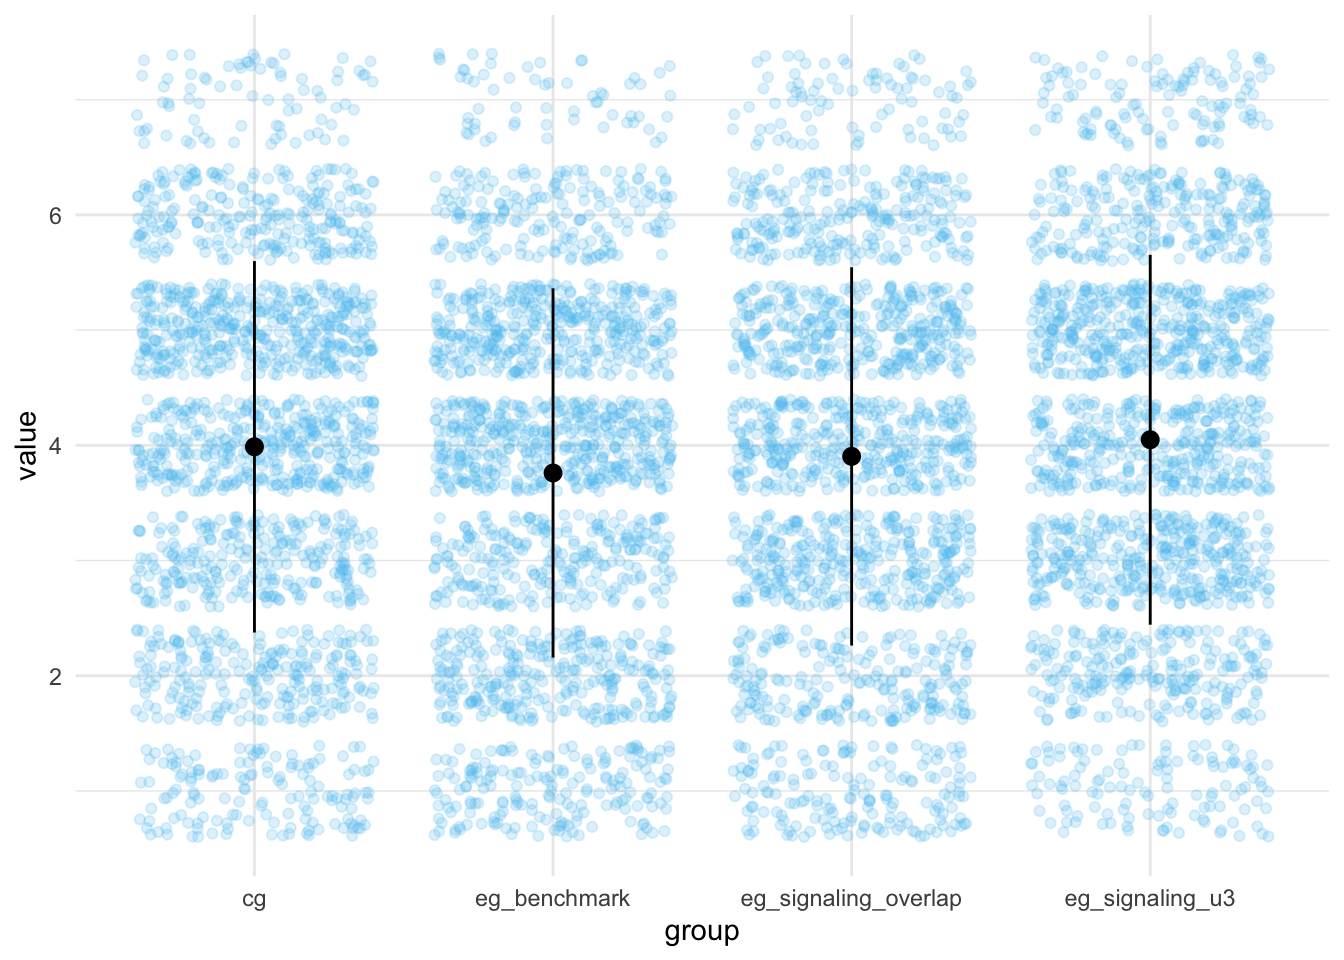 value
6
4
2
cg
eg_benchmark
eg_signaling_overlap
eg_signaling_u3
group